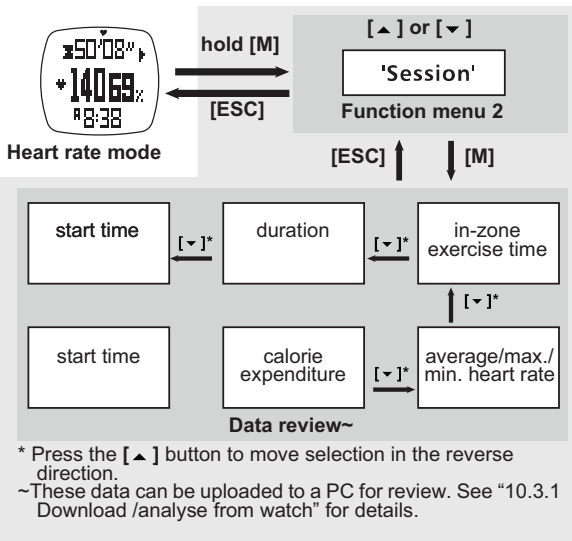 50'08"
140 69%
A 8:38
Heart rate mode
hold [M]
[ESC]
[▲] or [▼]
'Session'
Function menu 2
[ESC]
[M]
start time
[▼]*
duration
[▼]*
in-zone
exercise time
[▼]*
start time
calorie
expenditure
[▼]*
average/max./
min. heart rate
Data review~
* Press the [▲] button to move selection in the reverse
direction.
~These data can be uploaded to a PC for review. See “10.3.1
Download /analyse from watch” for details.